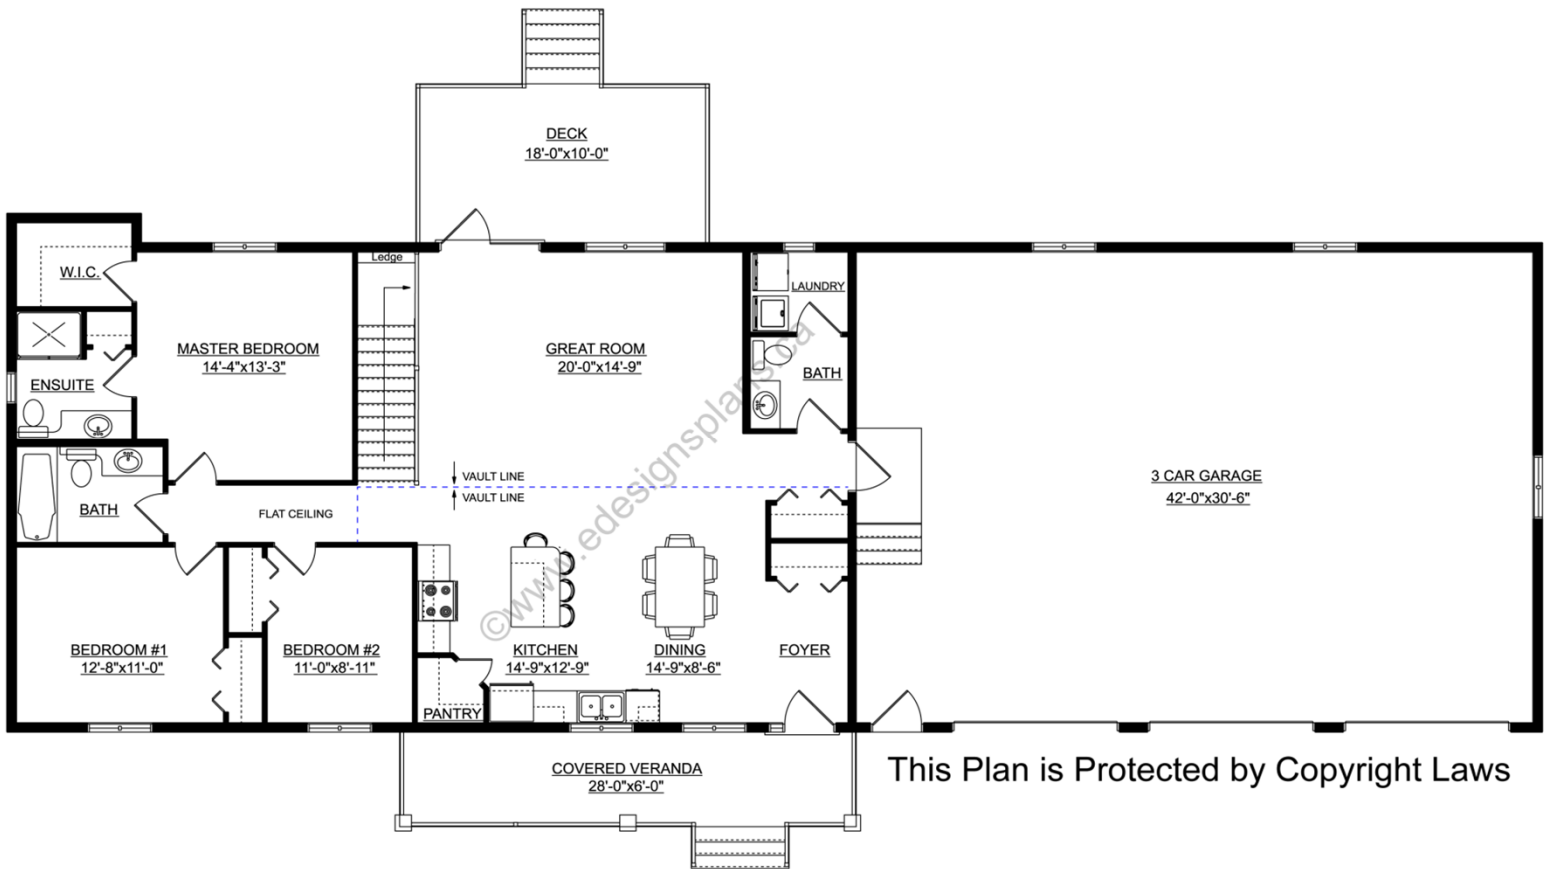 DECK
18'-0"x10'-0"
Ledge
W.I.C.
LAUNDRY
MASTER BEDROOM
14'-4"x13'-3"
GREAT ROOM
20'-0"x14'-9"
ENSUITE
BATH
VAULT LINE
VAULT LINE
3 CAR GARAGE
42'-0"x30'-6"
BATH
FLAT CEILING
©www.edesignsplans.ca
BEDROOM #1
12'-8"x11'-0"
BEDROOM #2
11'-0"x8'-11"
KITCHEN
14'-9"x12'-9"
DINING
14'-9"x8'-6"
FOYER
PANTRY
COVERED VERANDA
28'-0"x6'-0"
This Plan is Protected by Copyright Laws